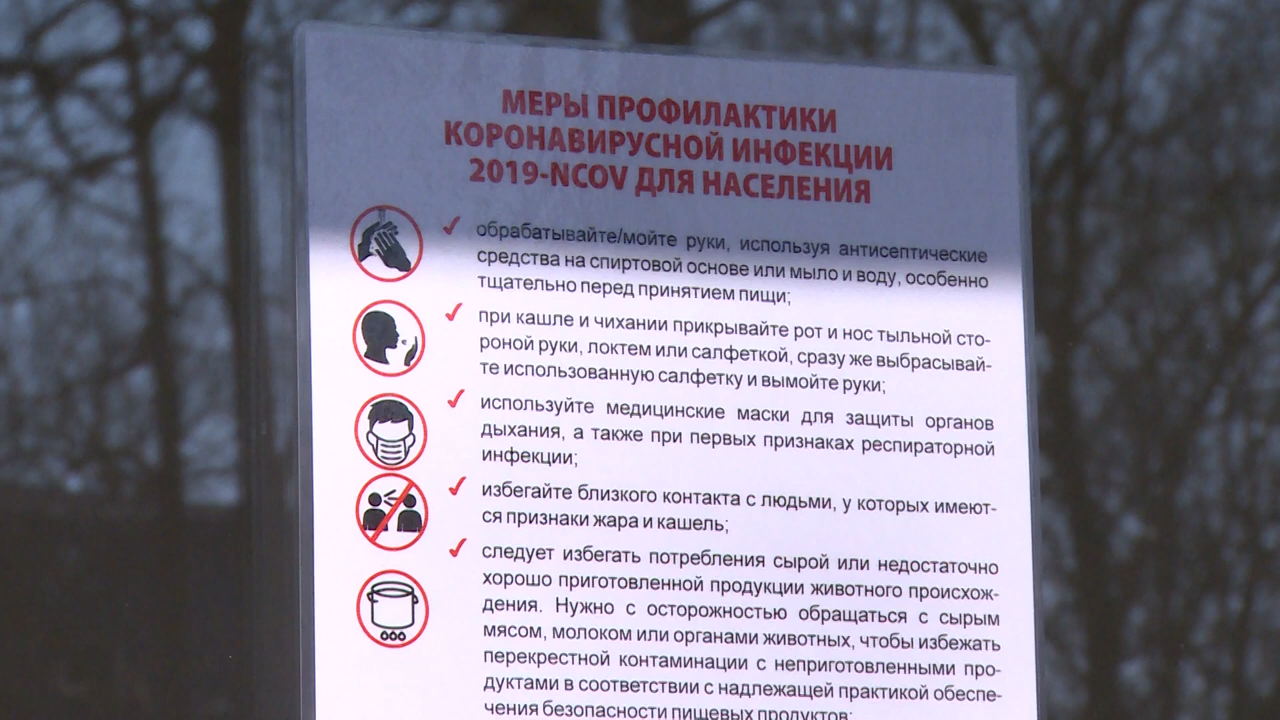 МЕРЫ ПРОФИЛАКТИКИ
КОРОНАВИРУСНОЙ ИНФЕКЦИИ
2019-NCOV ДЛЯ НАСЕЛЕНИЯ
обрабатывайте/мойте руки, используя антисептические
средства на спиртовой основе или мыло и воду, особенно
тщательно перед принятием пищи;
при кашле и чихании прикрывайте рот и нос тыльной сто-
роной руки, локтем или салфеткой, сразу же выбрасывай-
те использованную салфетку и вымойте руки;
используйте медицинские маски для защиты органов
дыхания, а также при первых признаках респираторной
инфекции;
избегайте близкого контакта с людьми, у которых имеют-
ся признаки жара и кашель;
следует избегать потребления сырой или недостаточно
хорошо приготовленной продукции животного происхож-
дения. Нужно с осторожностью обращаться с сырым
мясом, молоком или органами животных, чтобы избежать
перекрестной контаминации с неприготовленными про-
дуктами в соответствии с надлежащей практикой обеспе-
чения безопасности пищевых продуктов;